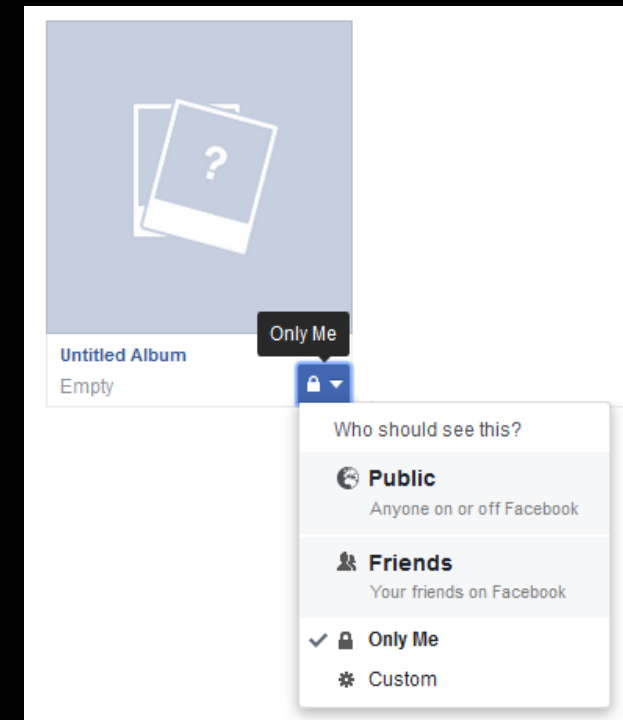 ?
Only Me
Untitled Album
Empty
Who should see this?
Public
Anyone on or off Facebook
Friends
Your friends on Facebook
Only Me
Custom